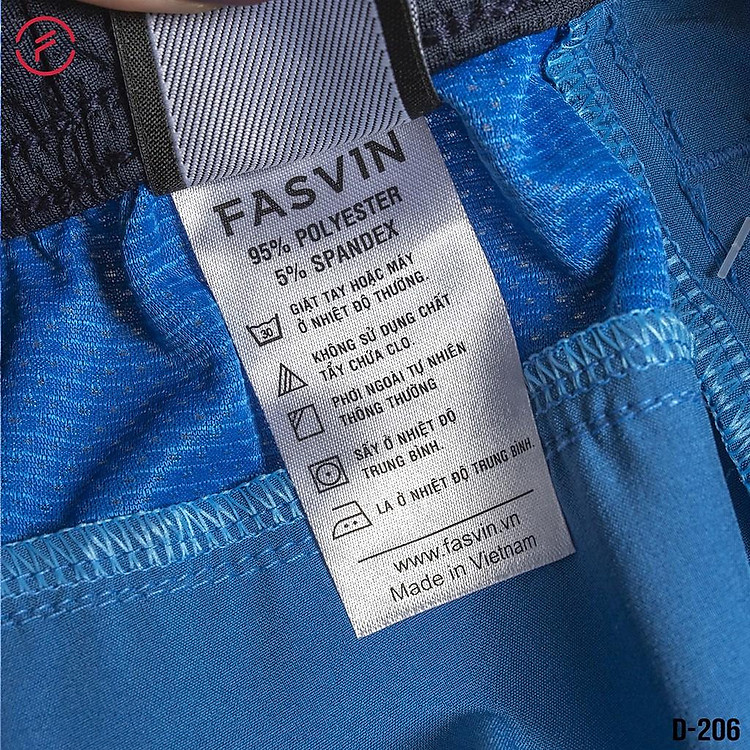 FASVIN
95% POLYESTER
5% SPANDEX
30
GIẶT TAY HOẶC MÁY
Ở NHIỆT ĐỘ THƯỜNG.
KHÔNG SỬ DỤNG CHẤT
TẨY CHỨA CLO.
PHƠI NGOÀI TỰ NHIÊN
THÔNG THƯỜNG
SẤY Ở NHIỆT ĐỘ
TRUNG BÌNH.
LÀ Ở NHIỆT ĐỘ TRUNG BÌNH.
www.fasvin.vn
Made in Vietnam
D-206